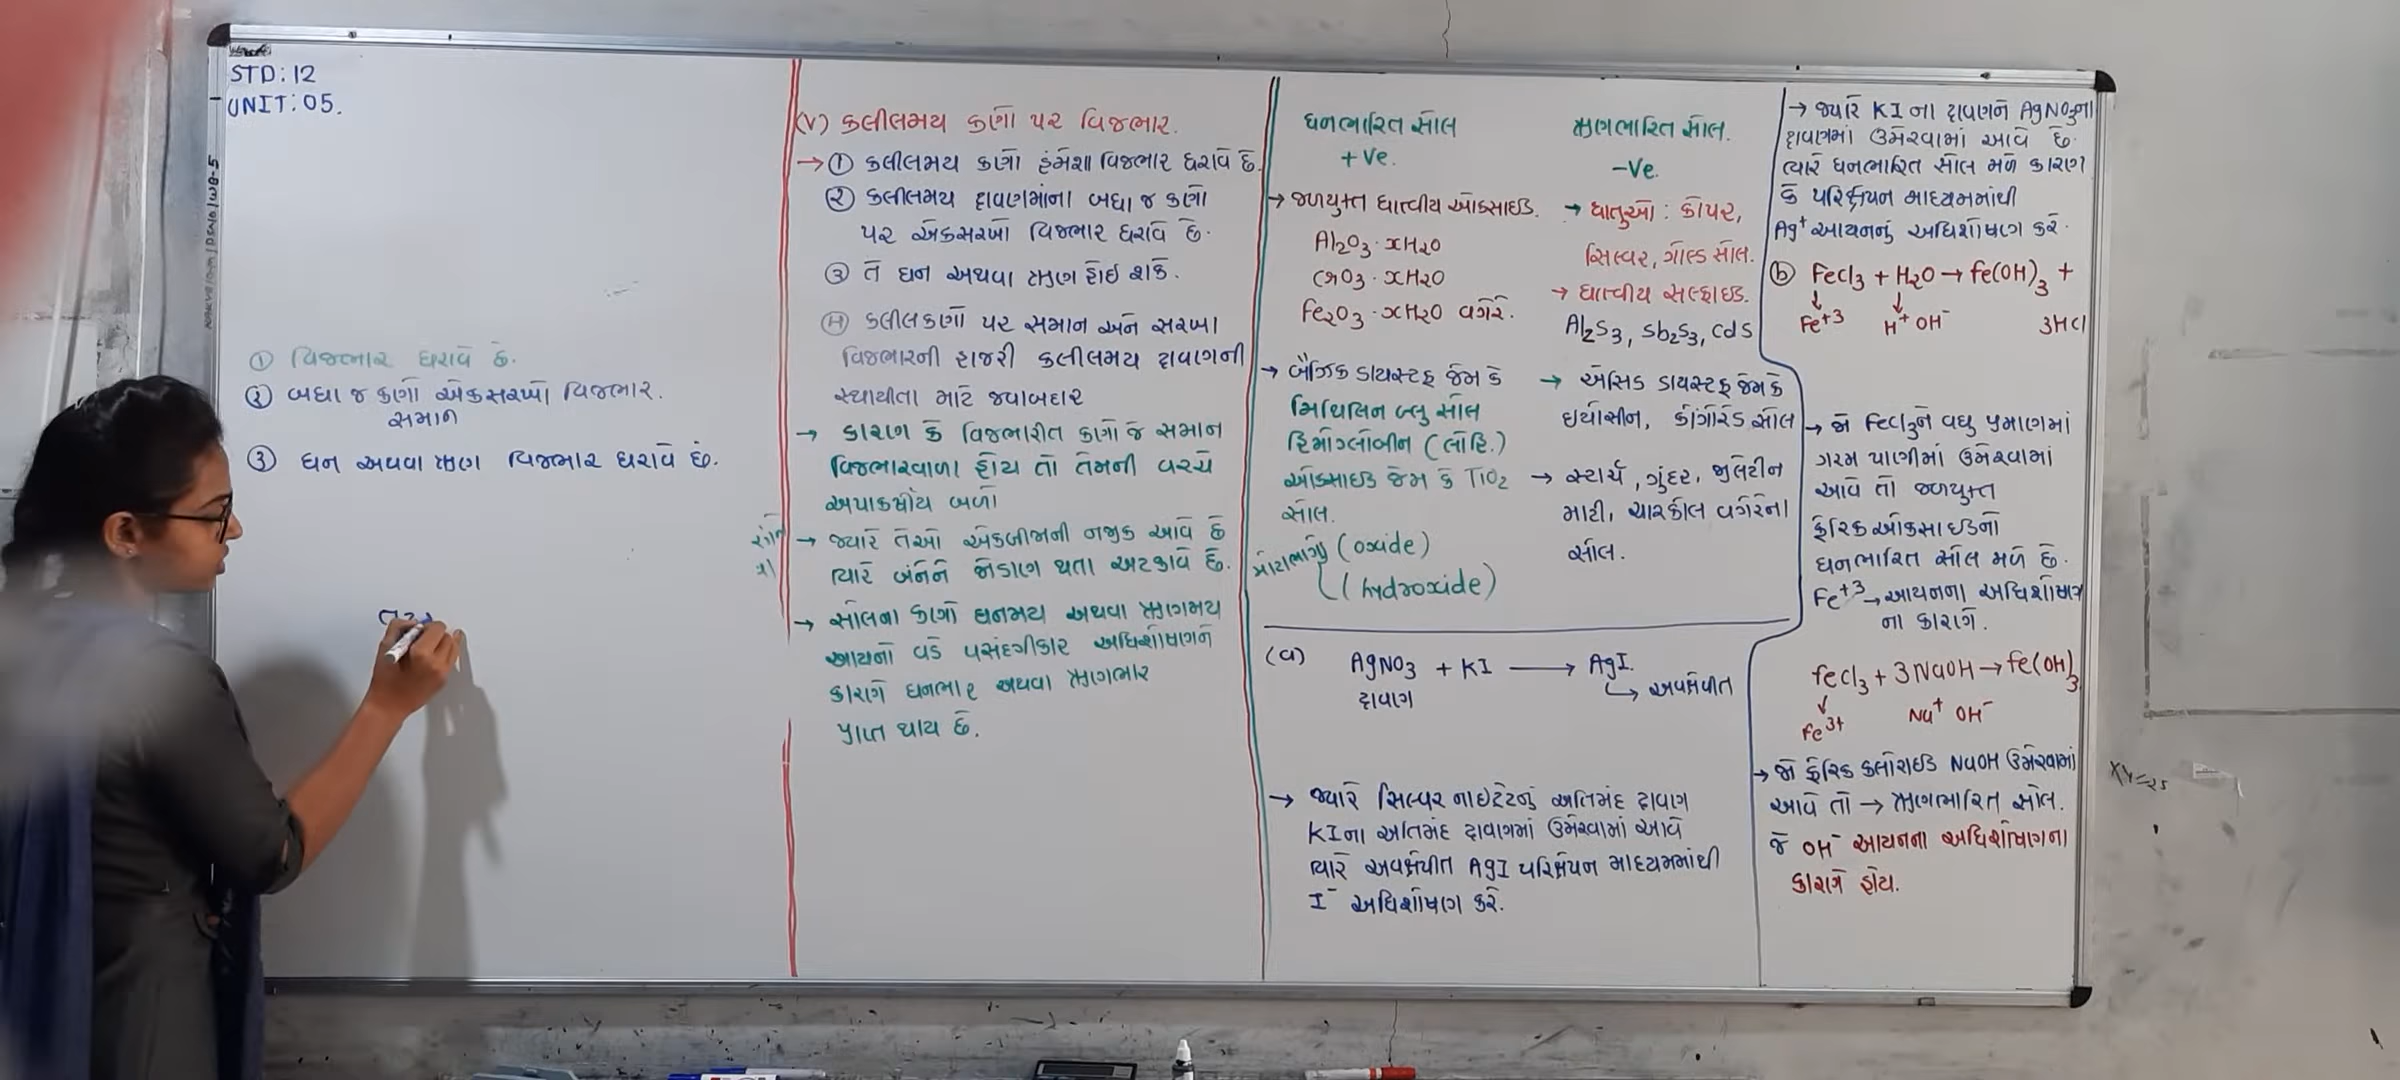 STD: 12
UNIT: 05.
① વિજભાર ધરાવે છે.
② બધા જ કણો એકસરખો વિજભાર.
સમાન
③ ધન અથવા ઋણ વિજભાર ધરાવે છે.
(V) કલીલમય કણો પર વિજભાર.
→ ① કલીલમય કણો હંમેશા વિજભાર ધરાવે છે.
② કલીલમય દ્રાવણમાંના બધા જ કણો
પર એકસરખો વિજભાર ધરાવે છે.
③ તે ધન અથવા ઋણ હોઈ શકે.
④ કલીલકણો પર સમાન અને સરખા
વિજભારની હાજરી કલીલમય દ્રાવણની
સ્થાયીતા માટે જવાબદાર
→ કારણ કે વિજભારીત કણો જે સમાન
વિજભારવાળા હોય તો તેમની વચ્ચે
અપાકર્ષીય બળો
→ જ્યારે તેઓ એકબીજાની નજીક આવે છે
ત્યારે બંનેને જોડાણ થતા અટકાવે છે.
→ સોલના કણો ધનમય અથવા ઋણમય
આયનો વડે પસંદગીકાર અધિશોષણને
કારણે ધનભાર અથવા ઋણભાર
પ્રાપ્ત થાય છે.
ધનભારિત સોલ
+ve.
→ જળયુક્ત ધાત્વીય ઓક્સાઇડ.
Al₂O₃·xH₂O
CrO₃·xH₂O
Fe₂O₃·xH₂O વગેરે.
→ બેઝિક ડાયસ્ટફ જેમ કે
મિથિલિન બ્લુ સોલ
હિમોગ્લોબીન (લોહિ.)
ઓક્સાઇડ જેમ કે TiO₂
સોલ.
મોટાભાગે (oxide)
(hydroxide)
ઋણભારિત સોલ.
-ve.
→ ધાતુઓ : કોપર,
સિલ્વર, ગોલ્ડ સોલ.
→ ધાત્વીય સલ્ફાઇડ.
Al₂S₃, Sb₂S₃, CdS
→ એસિડ ડાયસ્ટફ જેમ કે
ઇયોસીન, કોંગોરેડ સોલ
→ સ્ટાર્ચ, ગુંદર, જીલેટીન
માટી, ચારકોલ વગેરેના
સોલ.
(a) AgNO₃ + KI ⟶ AgI.
દ્રાવણ ↳ અવક્ષેપીત
→ જ્યારે સિલ્વર નાઇટ્રેટનું અતિમંદ દ્રાવણ
KIના અતિમંદ દ્રાવણમાં ઉમેરવામાં આવે
ત્યારે અવક્ષેપીત AgI પરિક્ષેપન માધ્યમમાંથી
I⁻ અધિશોષણ કરે.
→ જ્યારે KI ના દ્રાવણને AgNO₃ના
દ્રાવણમાં ઉમેરવામાં આવે છે.
ત્યારે ધનભારિત સોલ મળે કારણ
કે પરિક્ષેપન માધ્યમમાંથી
Ag⁺ આયનનું અધિશોષણ કરે.
(b) FeCl₃ + H₂O → Fe(OH)₃ +
Fe⁺³ H⁺ OH⁻ 3HCl
→ જો FeCl₃ને વધુ પ્રમાણમાં
ગરમ પાણીમાં ઉમેરવામાં
આવે તો જળયુક્ત
ફેરિક ઓક્સાઇડનો
ધનભારિત સોલ મળે છે.
Fe⁺³ → આયનના અધિશોષણ
ના કારણે.
FeCl₃ + 3NaOH → Fe(OH)₃
Fe³⁺ Na⁺ OH⁻
→ જો ફેરિક ક્લોરાઇડ NaOH ઉમેરવામાં
આવે તો → ઋણભારિત સોલ.
જે OH⁻ આયનના અધિશોષણના
કારણે હોય.